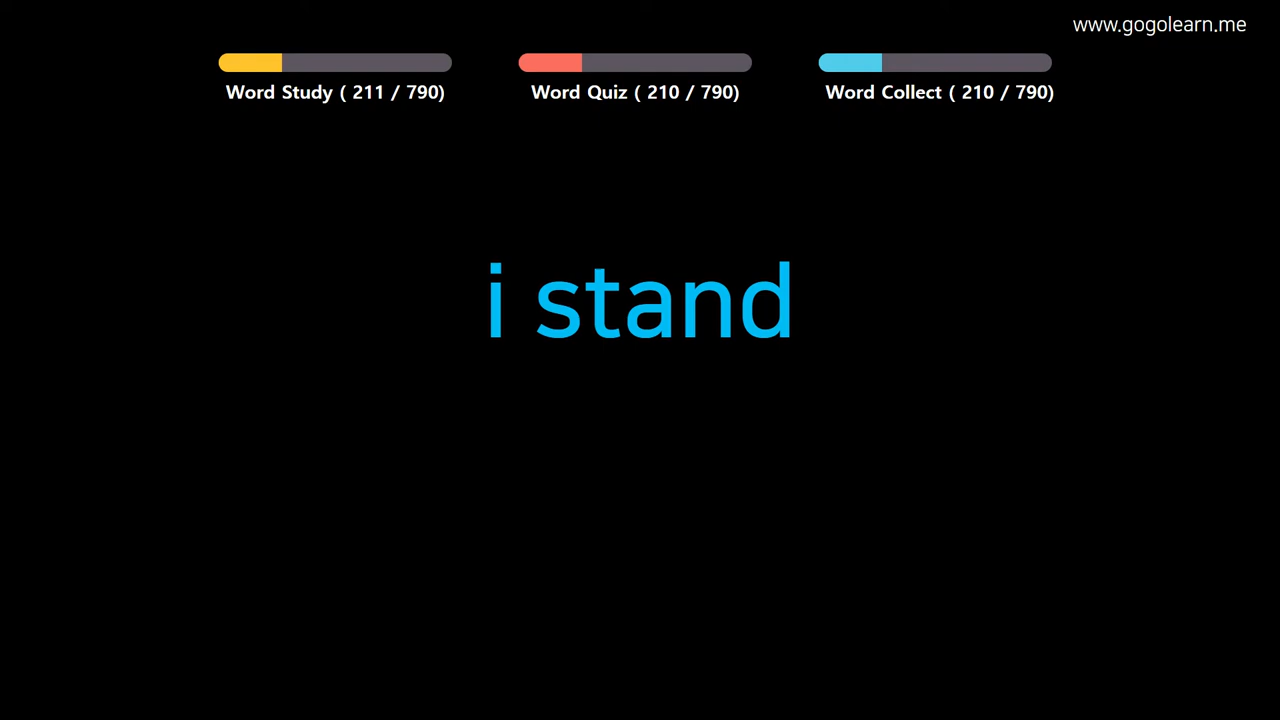 www.gogolearn.me
Word Study ( 211 / 790)
Word Quiz ( 210 / 790)
Word Collect ( 210 / 790)
i stand